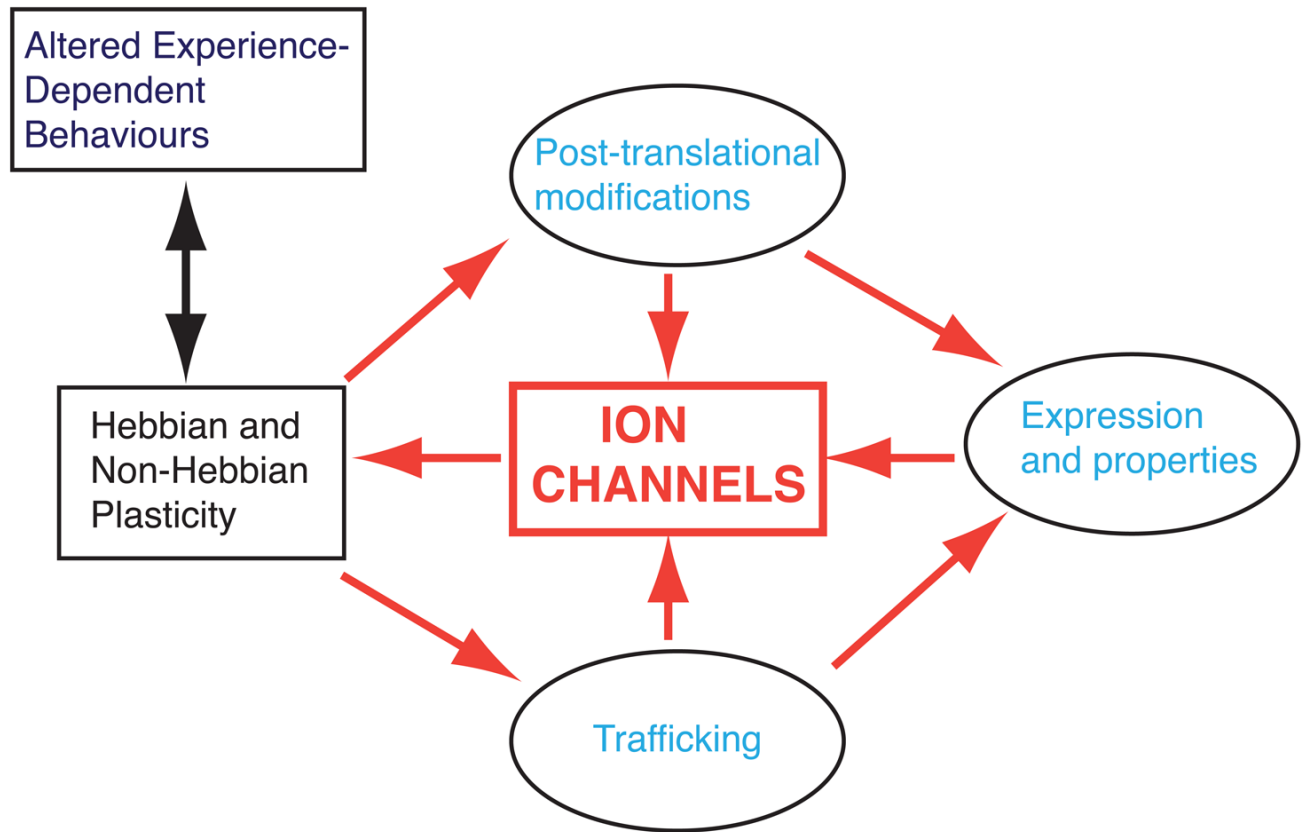 Altered Experience-
Dependent
Behaviours
Post-translational
modifications
Hebbian and
Non-Hebbian
Plasticity
ION
CHANNELS
Expression
and properties
Trafficking